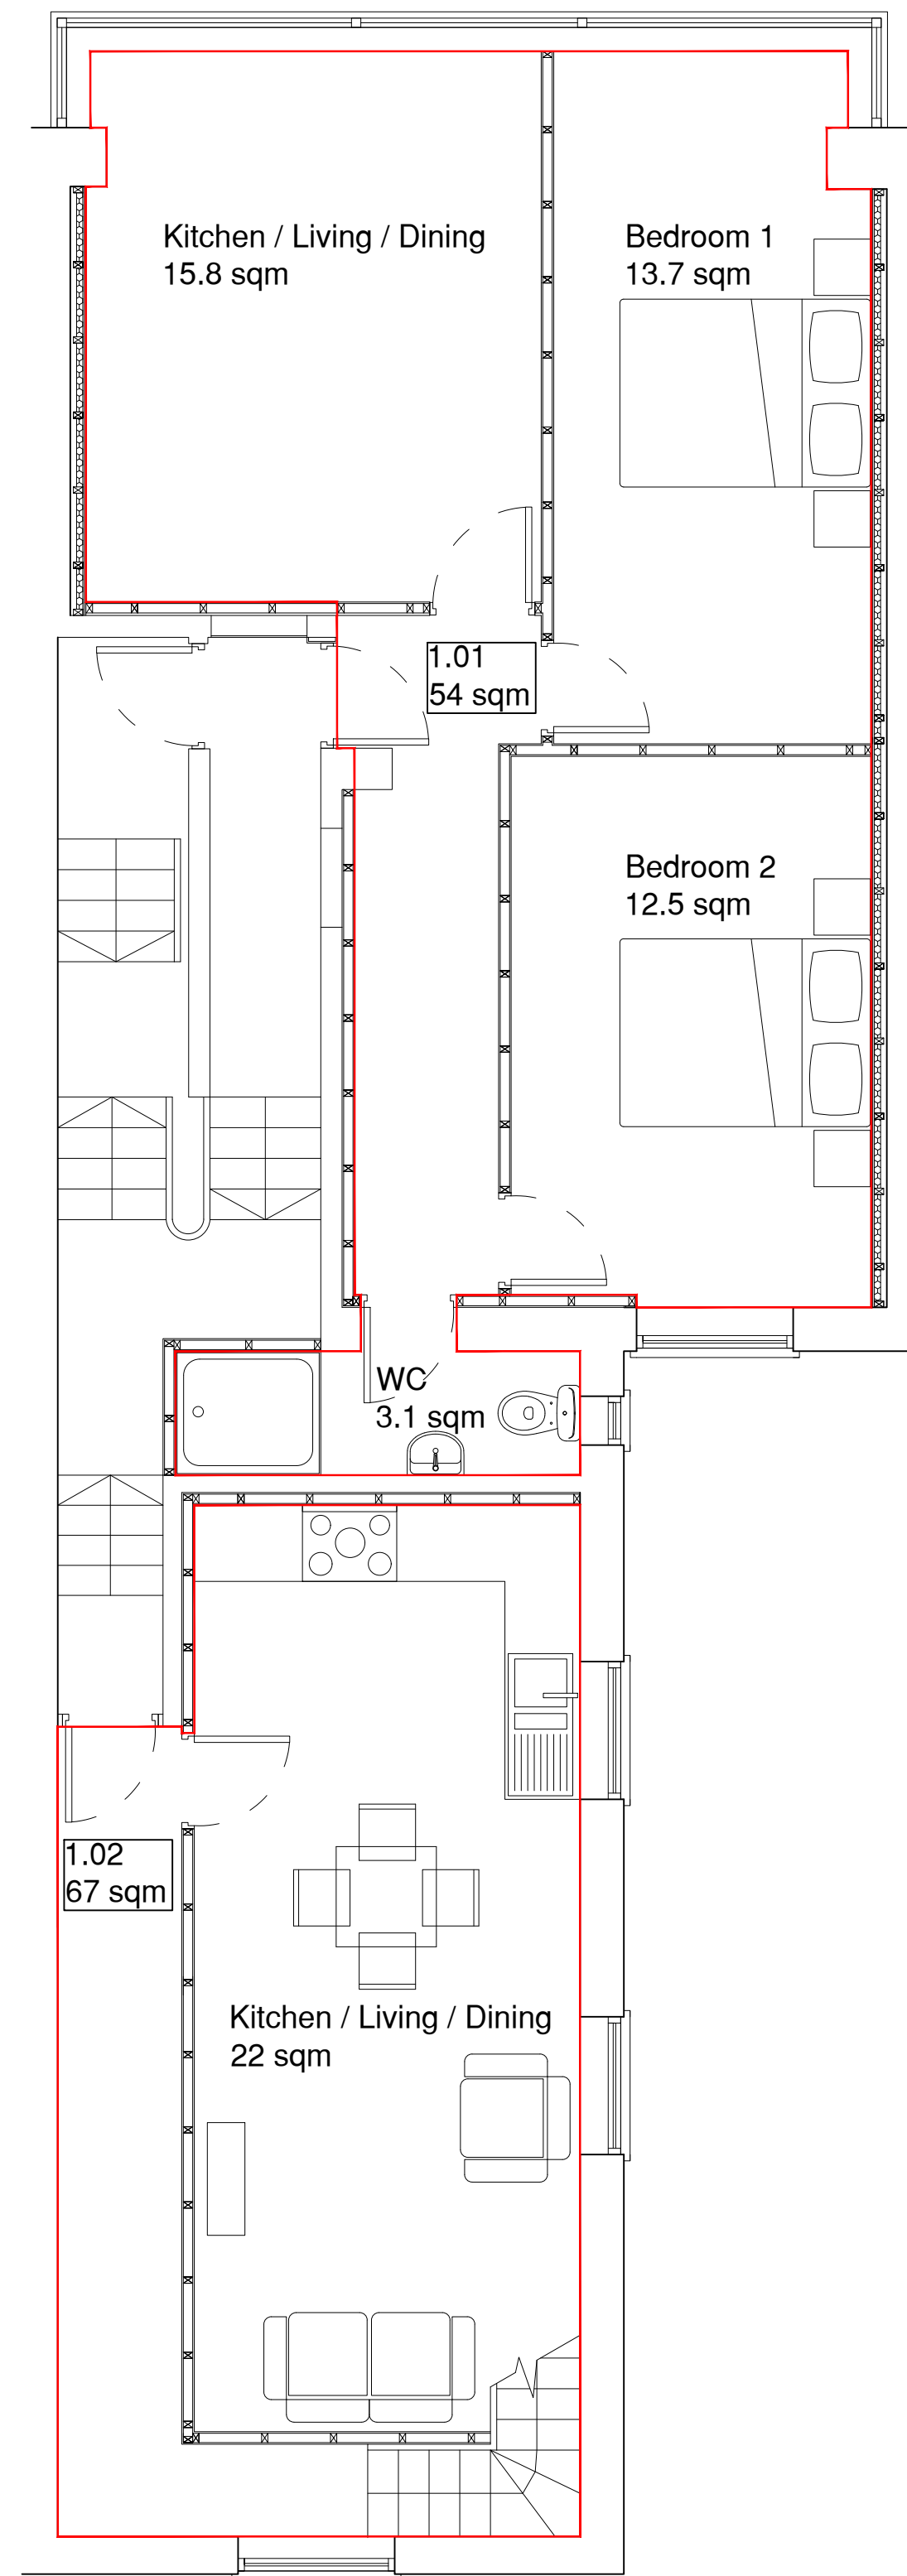 Kitchen / Living / Dining
15.8 sqm
Bedroom 1
13.7 sqm
1.01
54 sqm
Bedroom 2
12.5 sqm
WC
3.1 sqm
1.02
67 sqm
Kitchen / Living / Dining
22 sqm